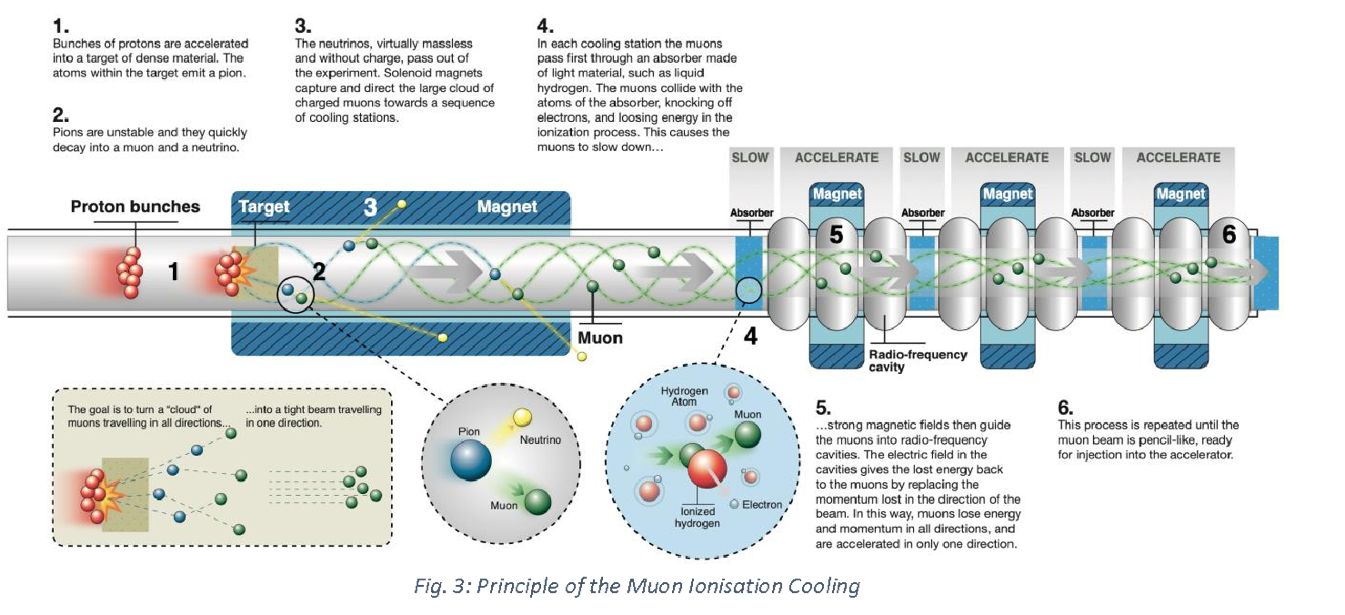 1.
Bunches of protons are accelerated
into a target of dense material. The
atoms within the target emit a pion.
2.
Pions are unstable and they quickly
decay into a muon and a neutrino.
3.
The neutrinos, virtually massless
and without charge, pass out of
the experiment. Solenoid magnets
capture and direct the large cloud of
charged muons towards a sequence
of cooling stations.
4.
In each cooling station the muons
pass first through an absorber made
of light material, such as liquid
hydrogen. The muons collide with the
atoms of the absorber, knocking off
electrons, and loosing energy in the
ionization process. This causes the
muons to slow down...
SLOW
ACCELERATE
SLOW
ACCELERATE
SLOW
ACCELERATE
Proton bunches
Target
3
Magnet
Absorber
Magnet
Absorber
Magnet
Absorber
Magnet
1
2
5
6
Muon
4
Radio-frequency
cavity
The goal is to turn a "cloud" of
muons travelling in all directions...
...into a tight beam travelling
in one direction.
Pion
Neutrino
Muon
Hydrogen
Atom
Muon
Electron
Ionized
hydrogen
5.
...strong magnetic fields then guide
the muons into radio-frequency
cavities. The electric field in the
cavities gives the lost energy back
to the muons by replacing the
momentum lost in the direction of the
beam. In this way, muons lose energy
and momentum in all directions, and
are accelerated in only one direction.
6.
This process is repeated until the
muon beam is pencil-like, ready
for injection into the accelerator.
Fig. 3: Principle of the Muon Ionisation Cooling